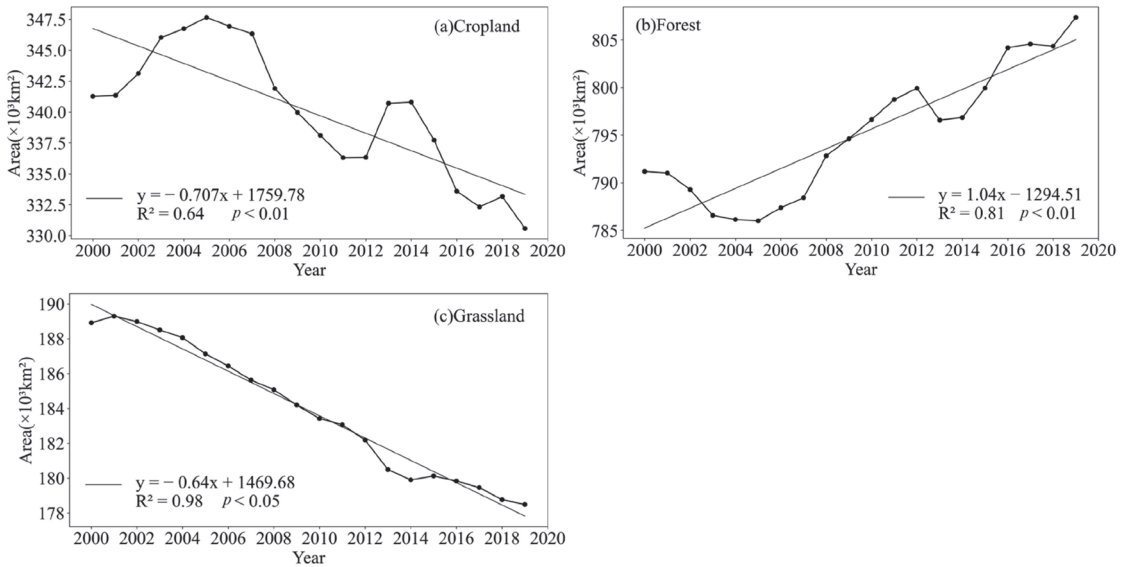 (a)Cropland
Area(×10³km²)
347.5
345.0
342.5
340.0
337.5
335.0
332.5
330.0
y = − 0.707x + 1759.78
R² = 0.64 p < 0.01
2000 2002 2004 2006 2008 2010 2012 2014 2016 2018 2020
Year
(b)Forest
Area(×10³km²)
805
800
795
790
785
y = 1.04x − 1294.51
R² = 0.81 p < 0.01
2000 2002 2004 2006 2008 2010 2012 2014 2016 2018 2020
Year
(c)Grassland
Area(×10³km²)
190
188
186
184
182
180
178
y = − 0.64x + 1469.68
R² = 0.98 p < 0.05
2000 2002 2004 2006 2008 2010 2012 2014 2016 2018 2020
Year